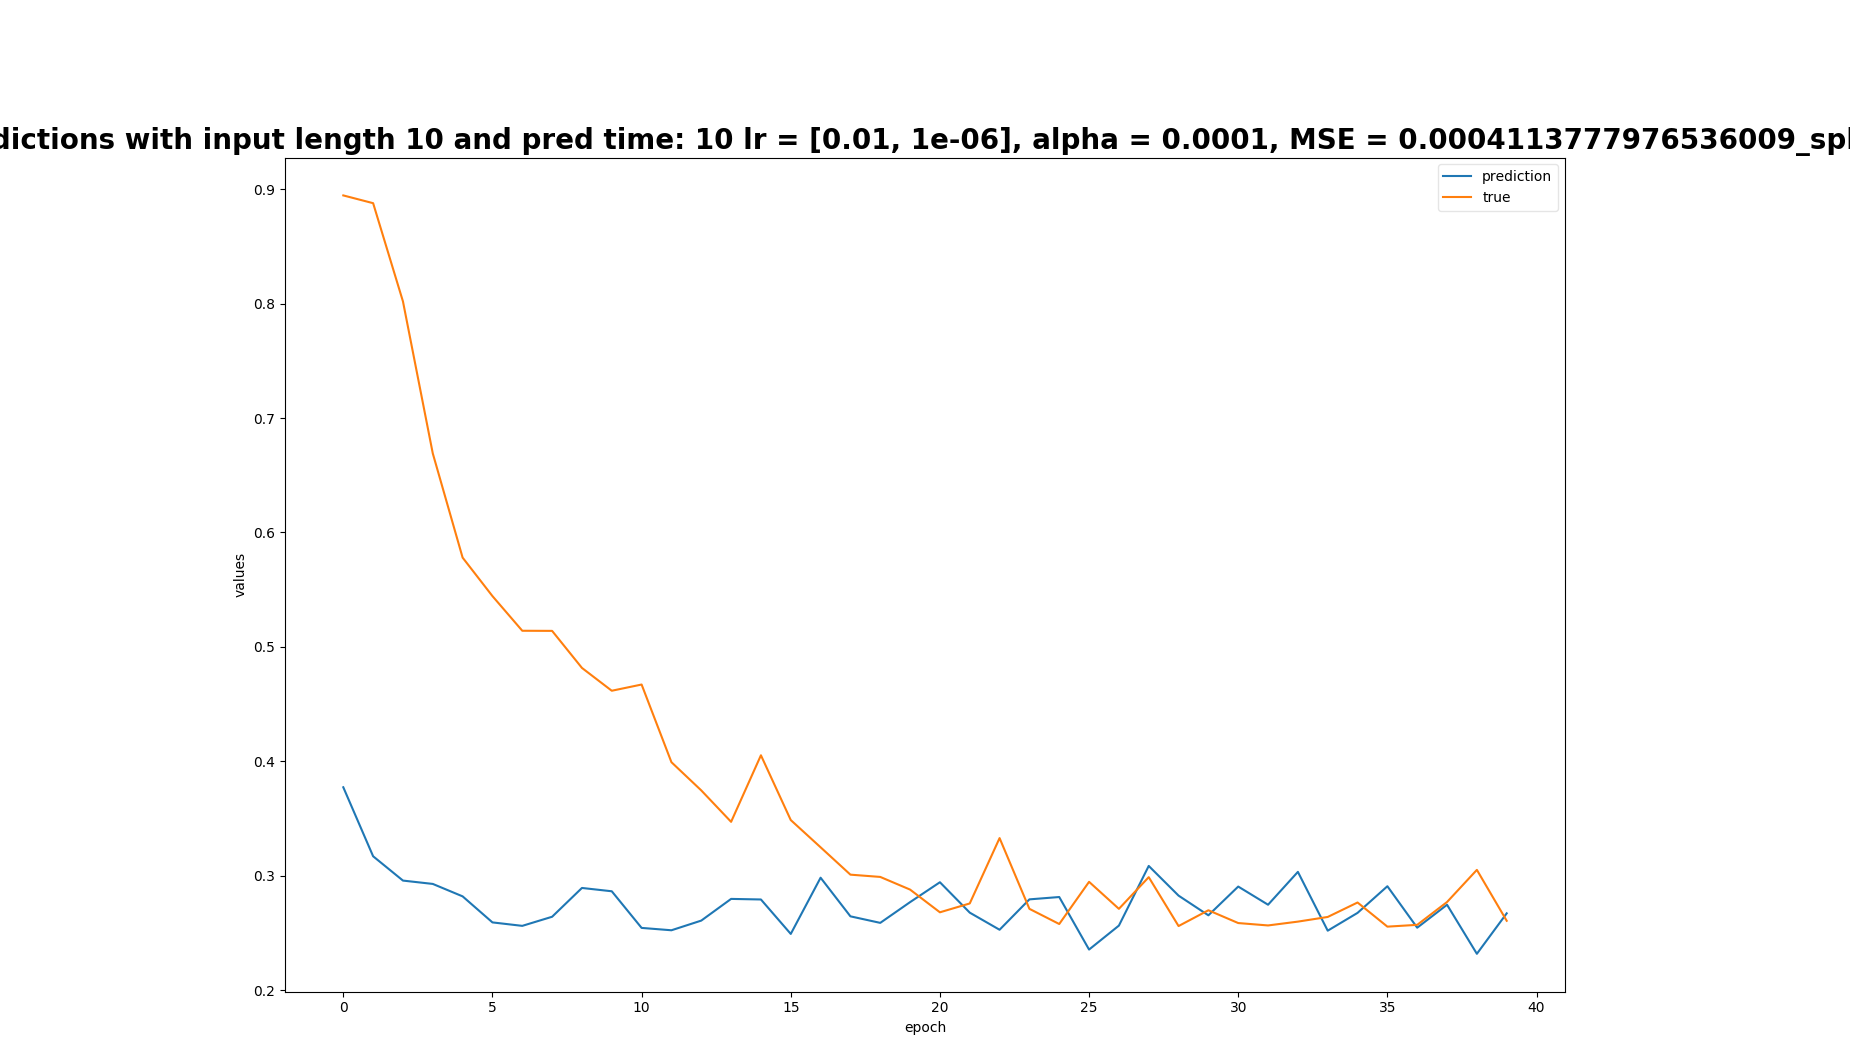 dictions with input length 10 and pred time: 10 lr = [0.01, 1e-06], alpha = 0.0001, MSE = 0.0004113777976536009_spl
prediction
true
0.9
0.8
0.7
0.6
0.5
0.4
0.3
0.2
values
0 5 10 15 20 25 30 35 40
epoch